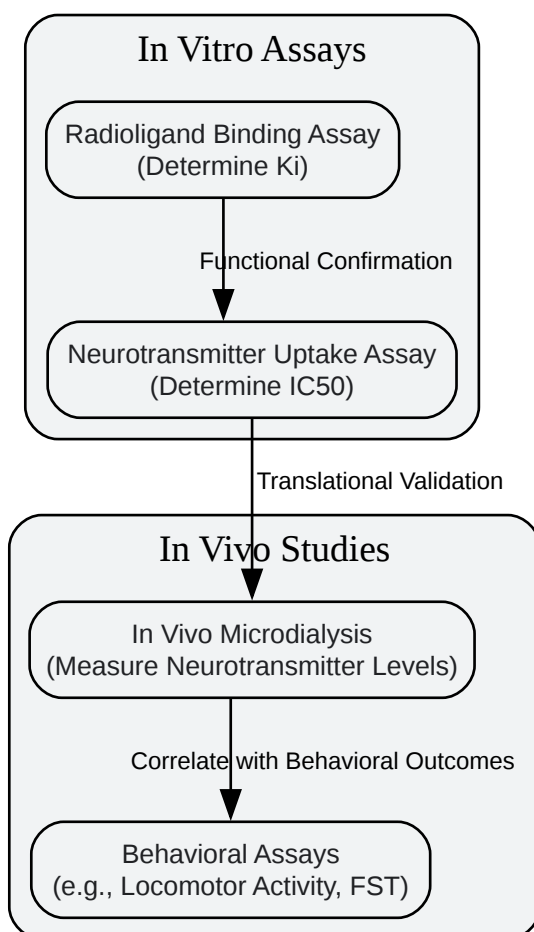 In Vitro Assays
Radioligand Binding Assay
(Determine Ki)
Functional Confirmation
Neurotransmitter Uptake Assay
(Determine IC50)
Translational Validation
In Vivo Studies
In Vivo Microdialysis
(Measure Neurotransmitter Levels)
Correlate with Behavioral Outcomes
Behavioral Assays
(e.g., Locomotor Activity, FST)